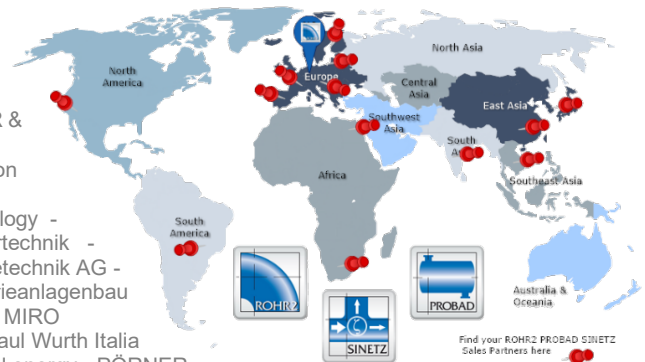 R &
on
logy -
rtechnik -
etechnik AG -
rieanlagenbau
MIRO
aul Wurth Italia
North
America
South
America
Europe
Africa
North Asia
Central
Asia
East Asia
Southwest
Asia
South
Southeast Asia
Australia &
Oceania
ROHR2
SINETZ
PROBAD
Find your ROHR2 PROBAD SINETZ
Sales Partners here